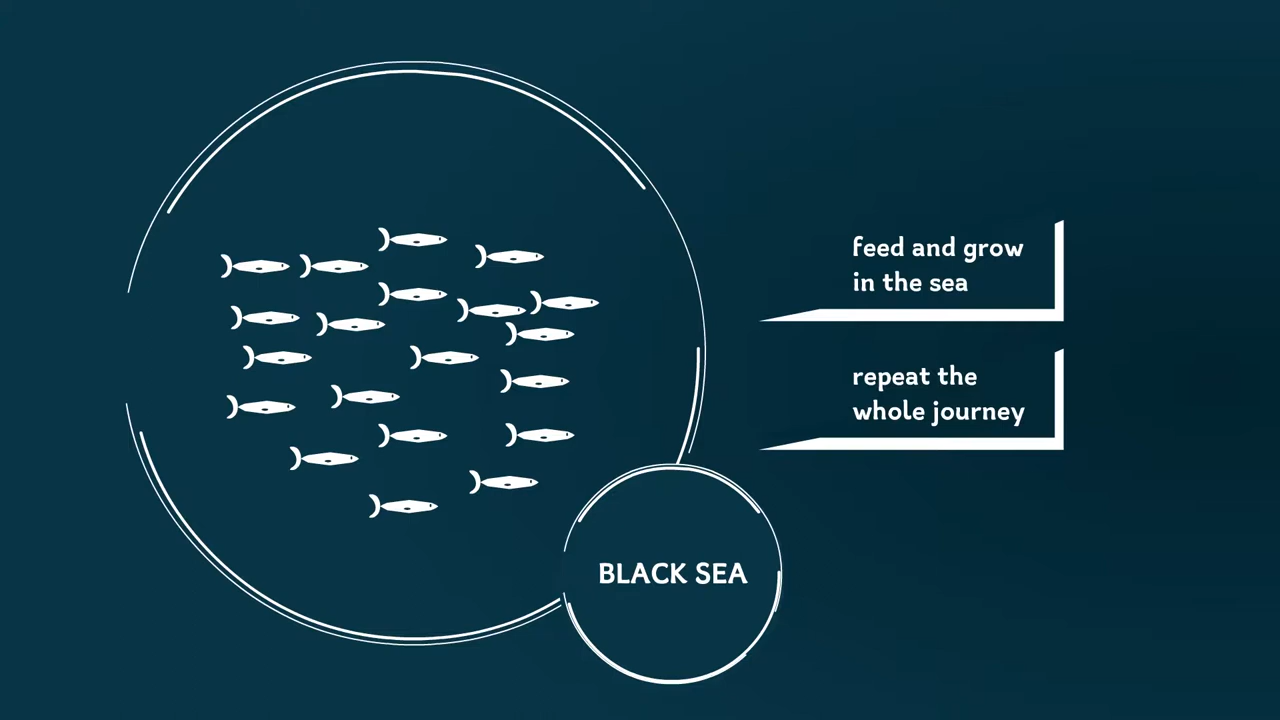 feed and grow
in the sea
repeat the
whole journey
BLACK SEA